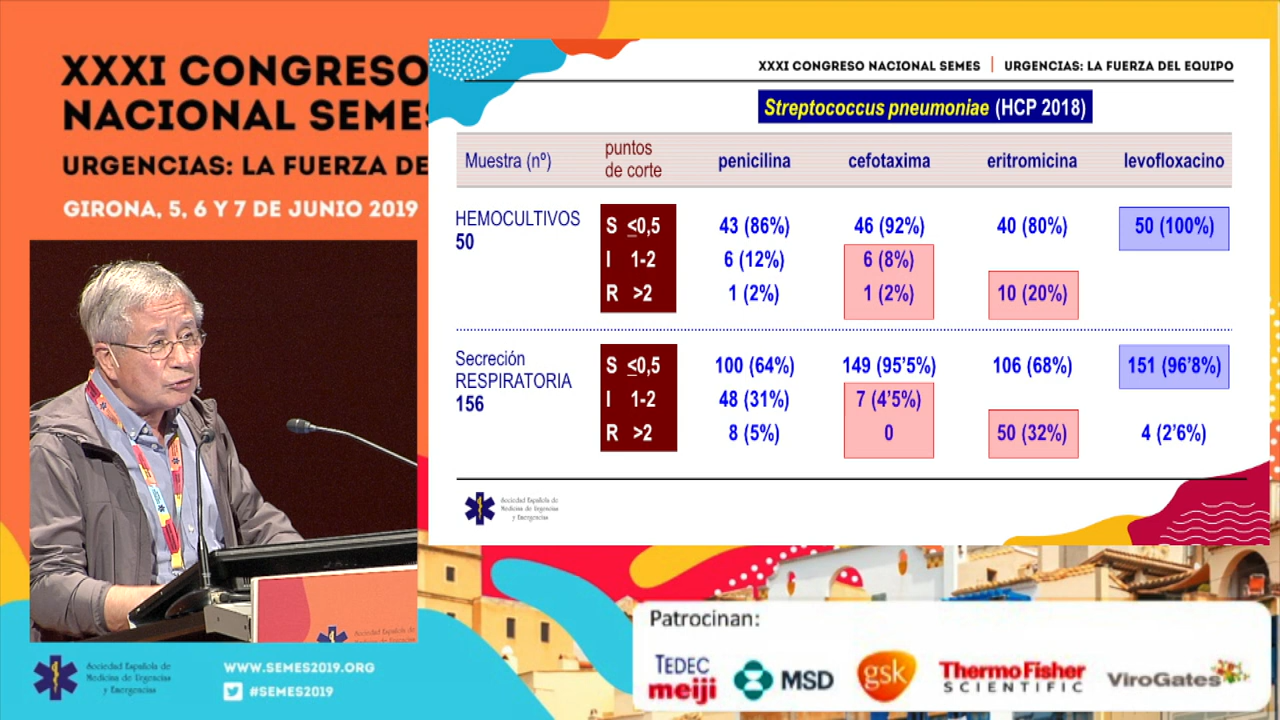 XXXI CONGRESO
NACIONAL SEMES
URGENCIAS: LA FUERZA DE
GIRONA, 5, 6 Y 7 DE JUNIO 2019
XXXI CONGRESO NACIONAL SEMES | URGENCIAS: LA FUERZA DEL EQUIPO
Streptococcus pneumoniae (HCP 2018)
Muestra (nº) puntos de corte penicilina cefotaxima eritromicina levofloxacino
HEMOCULTIVOS S ≤0,5 43 (86%) 46 (92%) 40 (80%) 50 (100%)
50 I 1-2 6 (12%) 6 (8%)
R >2 1 (2%) 1 (2%) 10 (20%)
Secreción S ≤0,5 100 (64%) 149 (95'5%) 106 (68%) 151 (96'8%)
RESPIRATORIA I 1-2 48 (31%) 7 (4'5%)
156 R >2 8 (5%) 0 50 (32%) 4 (2'6%)
Sociedad Española de
Medicina de Urgencias
y Emergencias
Sociedad Española de
Sociedad Española de
Medicina de Urgencias
y Emergencias
WWW.SEMES2019.ORG
#SEMES2019
Patrocinan:
TEDEC
meiji
MSD
gsk
ThermoFisher
SCIENTIFIC
ViroGates